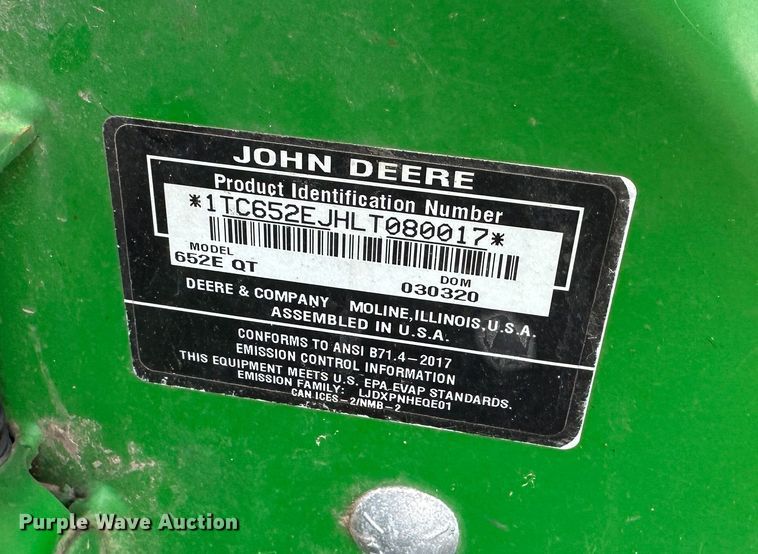 JOHN DEERE
Product Identification Number
*1TC652EJHLT080017*
MODEL DOM
652E QT 030320
DEERE & COMPANY MOLINE, ILLINOIS, U.S.A.
ASSEMBLED IN U.S.A.
CONFORMS TO ANSI B71.4-2017
EMISSION CONTROL INFORMATION
THIS EQUIPMENT MEETS U.S. EPA EVAP STANDARDS.
EMISSION FAMILY: LJDXPNHEQE01
CAN ICES-2/NMB-2
Purple Wave Auction